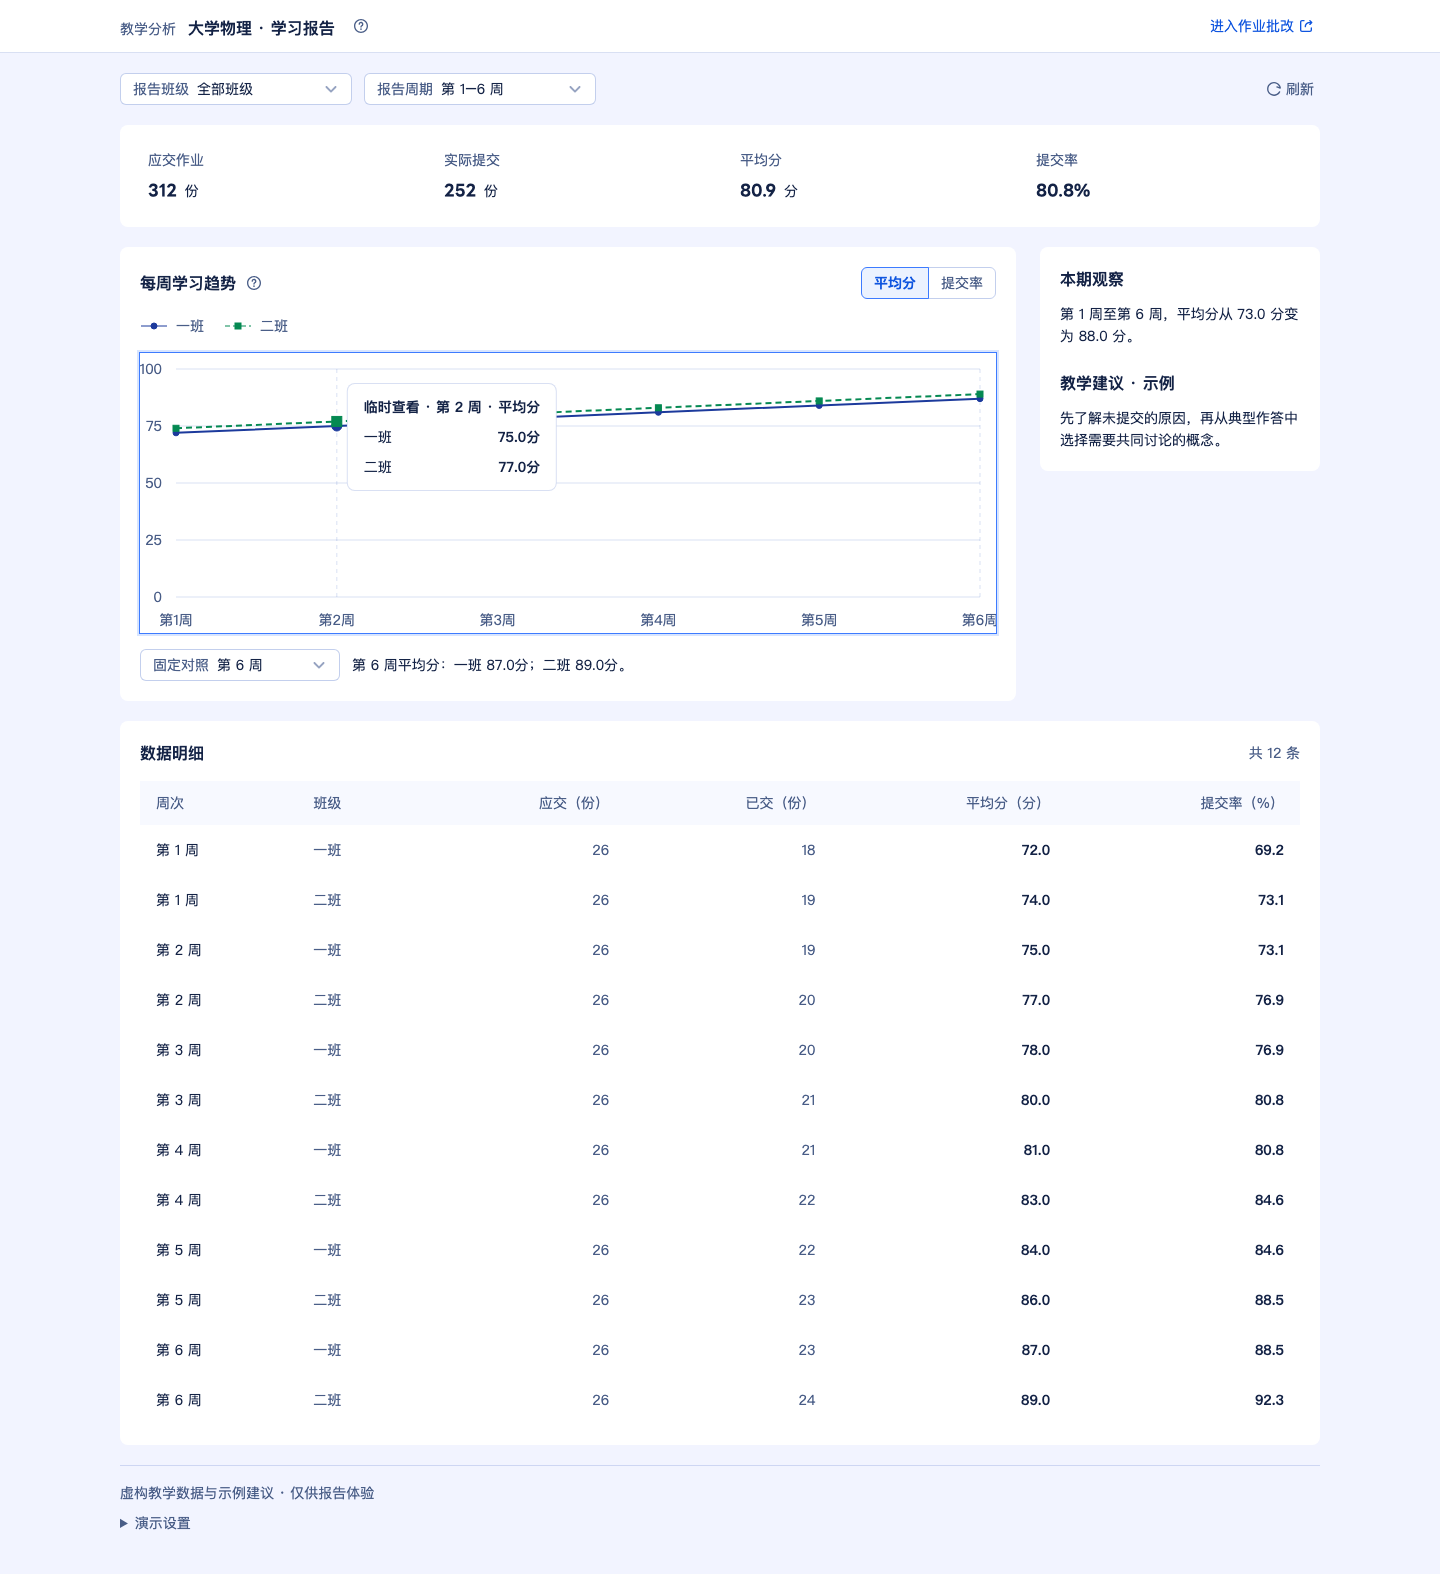 教学分析 大学物理 · 学习报告
进入作业批改
报告班级 全部班级
报告周期 第 1–6 周
刷新
应交作业 实际提交 平均分 提交率
312 份 252 份 80.9 分 80.8%
每周学习趋势
平均分 提交率
一班 二班
100
75
50
25
0
临时查看 · 第 2 周 · 平均分
一班 75.0分
二班 77.0分
第1周 第2周 第3周 第4周 第5周 第6周
固定对照 第 6 周
第 6 周平均分：一班 87.0分；二班 89.0分。
本期观察
第 1 周至第 6 周，平均分从 73.0 分变
为 88.0 分。
教学建议 · 示例
先了解未提交的原因，再从典型作答中
选择需要共同讨论的概念。
数据明细
共 12 条
周次 班级 应交（份） 已交（份） 平均分（分） 提交率（%）
第 1 周 一班 26 18 72.0 69.2
第 1 周 二班 26 19 74.0 73.1
第 2 周 一班 26 19 75.0 73.1
第 2 周 二班 26 20 77.0 76.9
第 3 周 一班 26 20 78.0 76.9
第 3 周 二班 26 21 80.0 80.8
第 4 周 一班 26 21 81.0 80.8
第 4 周 二班 26 22 83.0 84.6
第 5 周 一班 26 22 84.0 84.6
第 5 周 二班 26 23 86.0 88.5
第 6 周 一班 26 23 87.0 88.5
第 6 周 二班 26 24 89.0 92.3
虚构教学数据与示例建议 · 仅供报告体验
演示设置